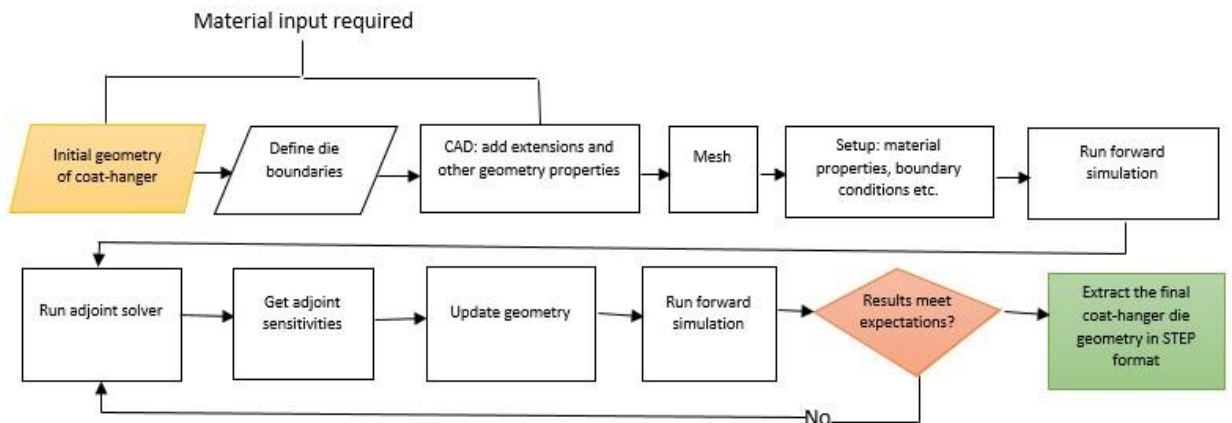 Material input required
Initial geometry
of coat-hanger
Define die
boundaries
CAD: add extensions and
other geometry properties
Mesh
Setup: material
properties, boundary
conditions etc.
Run forward
simulation
Run adjoint solver
Get adjoint
sensitivities
Update geometry
Run forward
simulation
Results meet
expectations?
Extract the final
coat-hanger die
geometry in STEP
format
No